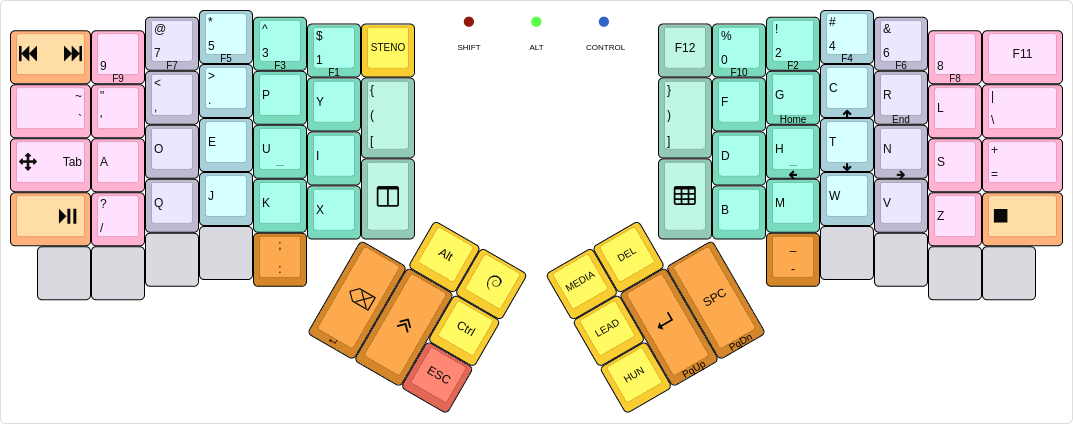 SHIFT ALT CONTROL
9
F9
@
7
F7
*
5
F5
^
3
F3
$
1
F1
STENO
F12
%
0
F10
!
2
F2
#
4
F4
&
6
F6
8
F8
F11
~
`
"
'
<
,
>
.
P
Y
{
(
[
}
)
]
F
G
Home
C
R
End
L
|
\
Tab
A
O
E
U
_
I
D
H
_
T
N
S
+
=
?
/
Q
J
K
X
B
M
W
V
Z
;
:
_
-
Alt
Ctrl
ESC
MEDIA
DEL
LEAD
HUN
PgUp
SPC
PgDn